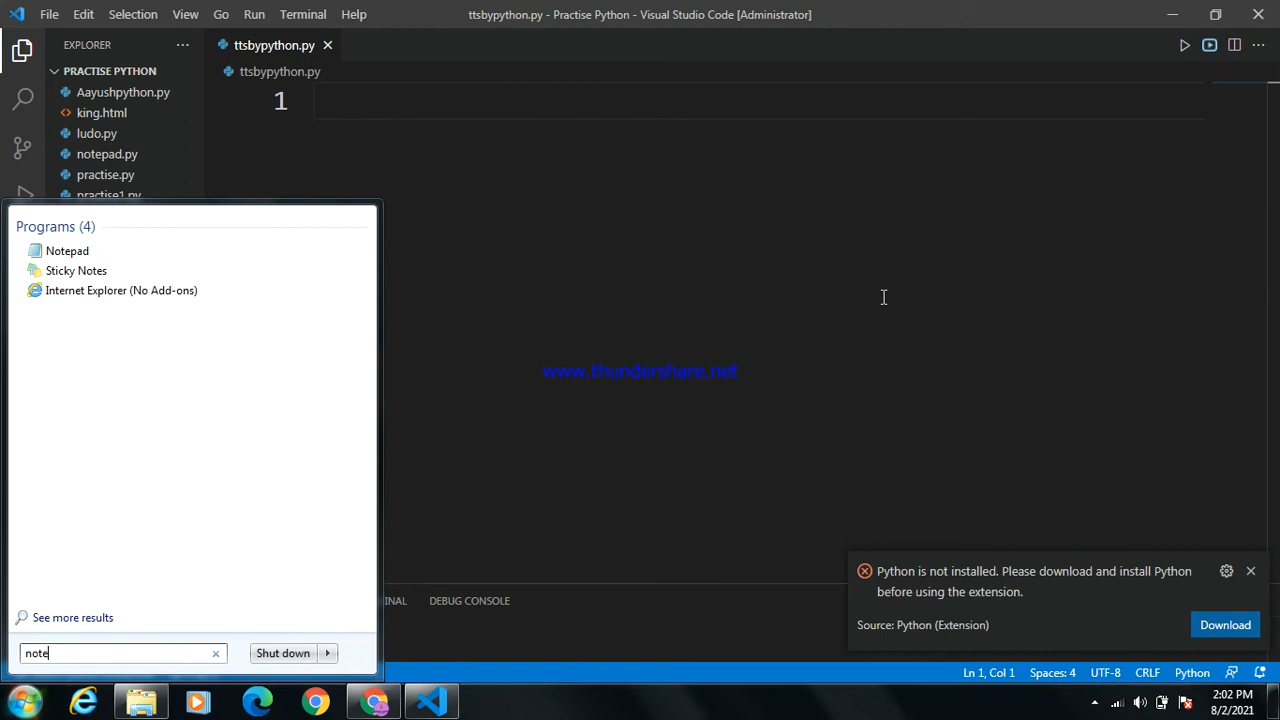 File Edit Selection View Go Run Terminal Help
ttsbypython.py - Practise Python - Visual Studio Code [Administrator]
EXPLORER
ttsbypython.py
PRACTISE PYTHON
ttsbypython.py
Aayushpython.py
1
king.html
ludo.py
notepad.py
practise.py
practise1.py
Programs (4)
Notepad
Sticky Notes
Internet Explorer (No Add-ons)
www.thundershare.net
Python is not installed. Please download and install Python
before using the extension.
NAL DEBUG CONSOLE
See more results
Source: Python (Extension)
Download
note
Shut down
Ln 1, Col 1 Spaces: 4 UTF-8 CRLF Python
2:02 PM
8/2/2021